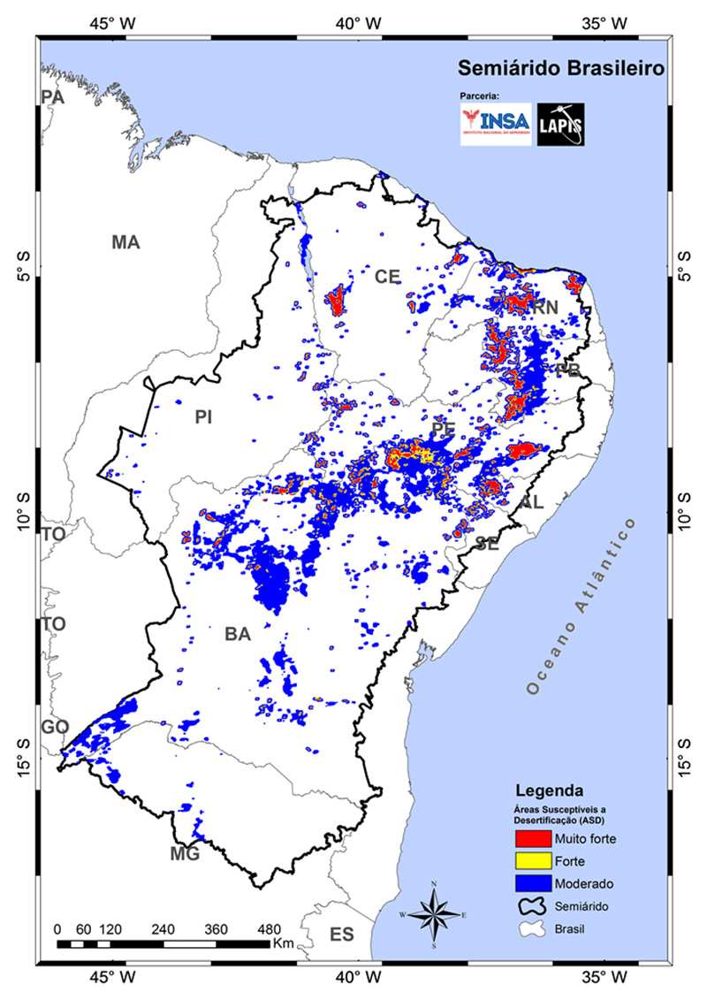 45° W 40° W 35° W
Semiárido Brasileiro
Parceria:
INSA
INSTITUTO NACIONAL DO SEMIÁRIDO
LAPIS
PA
MA
CE
5° S
5° S
RN
PB
PI
PE
AL
10° S
10° S
TO
SE
TO
BA
Oceano Atlântico
GO
15° S
15° S
MG
ES
Legenda
Áreas Susceptíveis a
Desertificação (ASD)
Muito forte
Forte
Moderado
Semiárido
Brasil
N
W E
S
0 60 120 240 360 480
Km
45° W 40° W 35° W